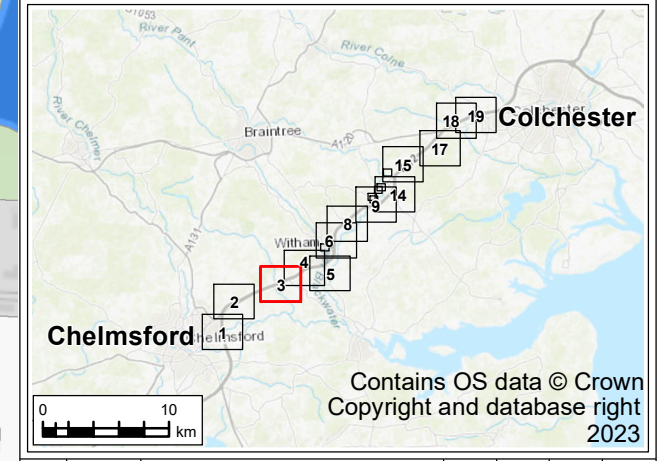 A1053
River Pant
River Colne
River Chelmer
Braintree
A120
18 19
Colchester
17
15
14
9
8
Witham
6
A131
4
5
3
2
Chelmsford
1
Contains OS data © Crown
Copyright and database right
2023
0 10
km